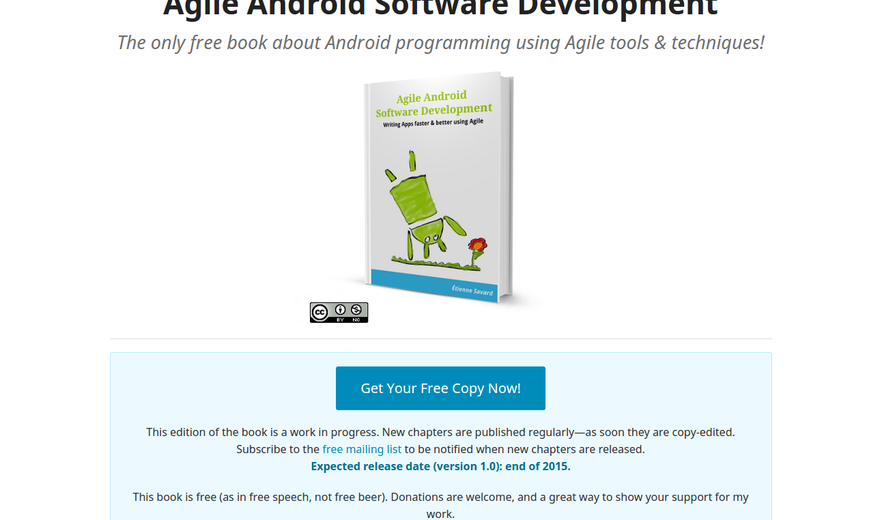 Agile Android Software Development
The only free book about Android programming using Agile tools & techniques!
Agile Android
Software Development
Writing Apps faster & better using Agile
Étienne Savard
cc
BY NC
Get Your Free Copy Now!
This edition of the book is a work in progress. New chapters are published regularly—as soon they are copy-edited.
Subscribe to the free mailing list to be notified when new chapters are released.
Expected release date (version 1.0): end of 2015.
This book is free (as in free speech, not free beer). Donations are welcome, and a great way to show your support for my
work.